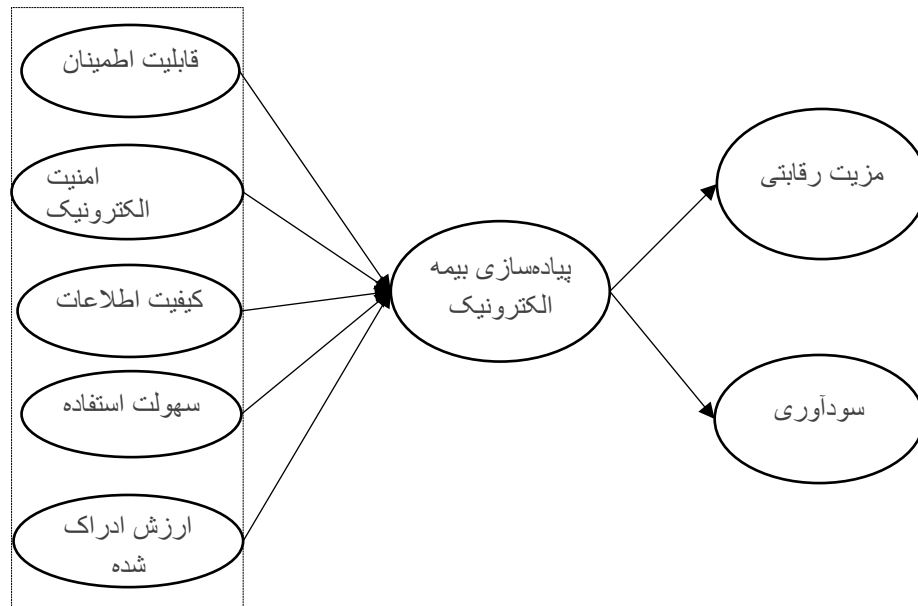 قابلیت اطمینان
امنیت
الکترونیک
کیفیت اطلاعات
سهولت استفاده
ارزش ادراک
شده
پیاده‌سازی بیمه
الکترونیک
مزیت رقابتی
سودآوری